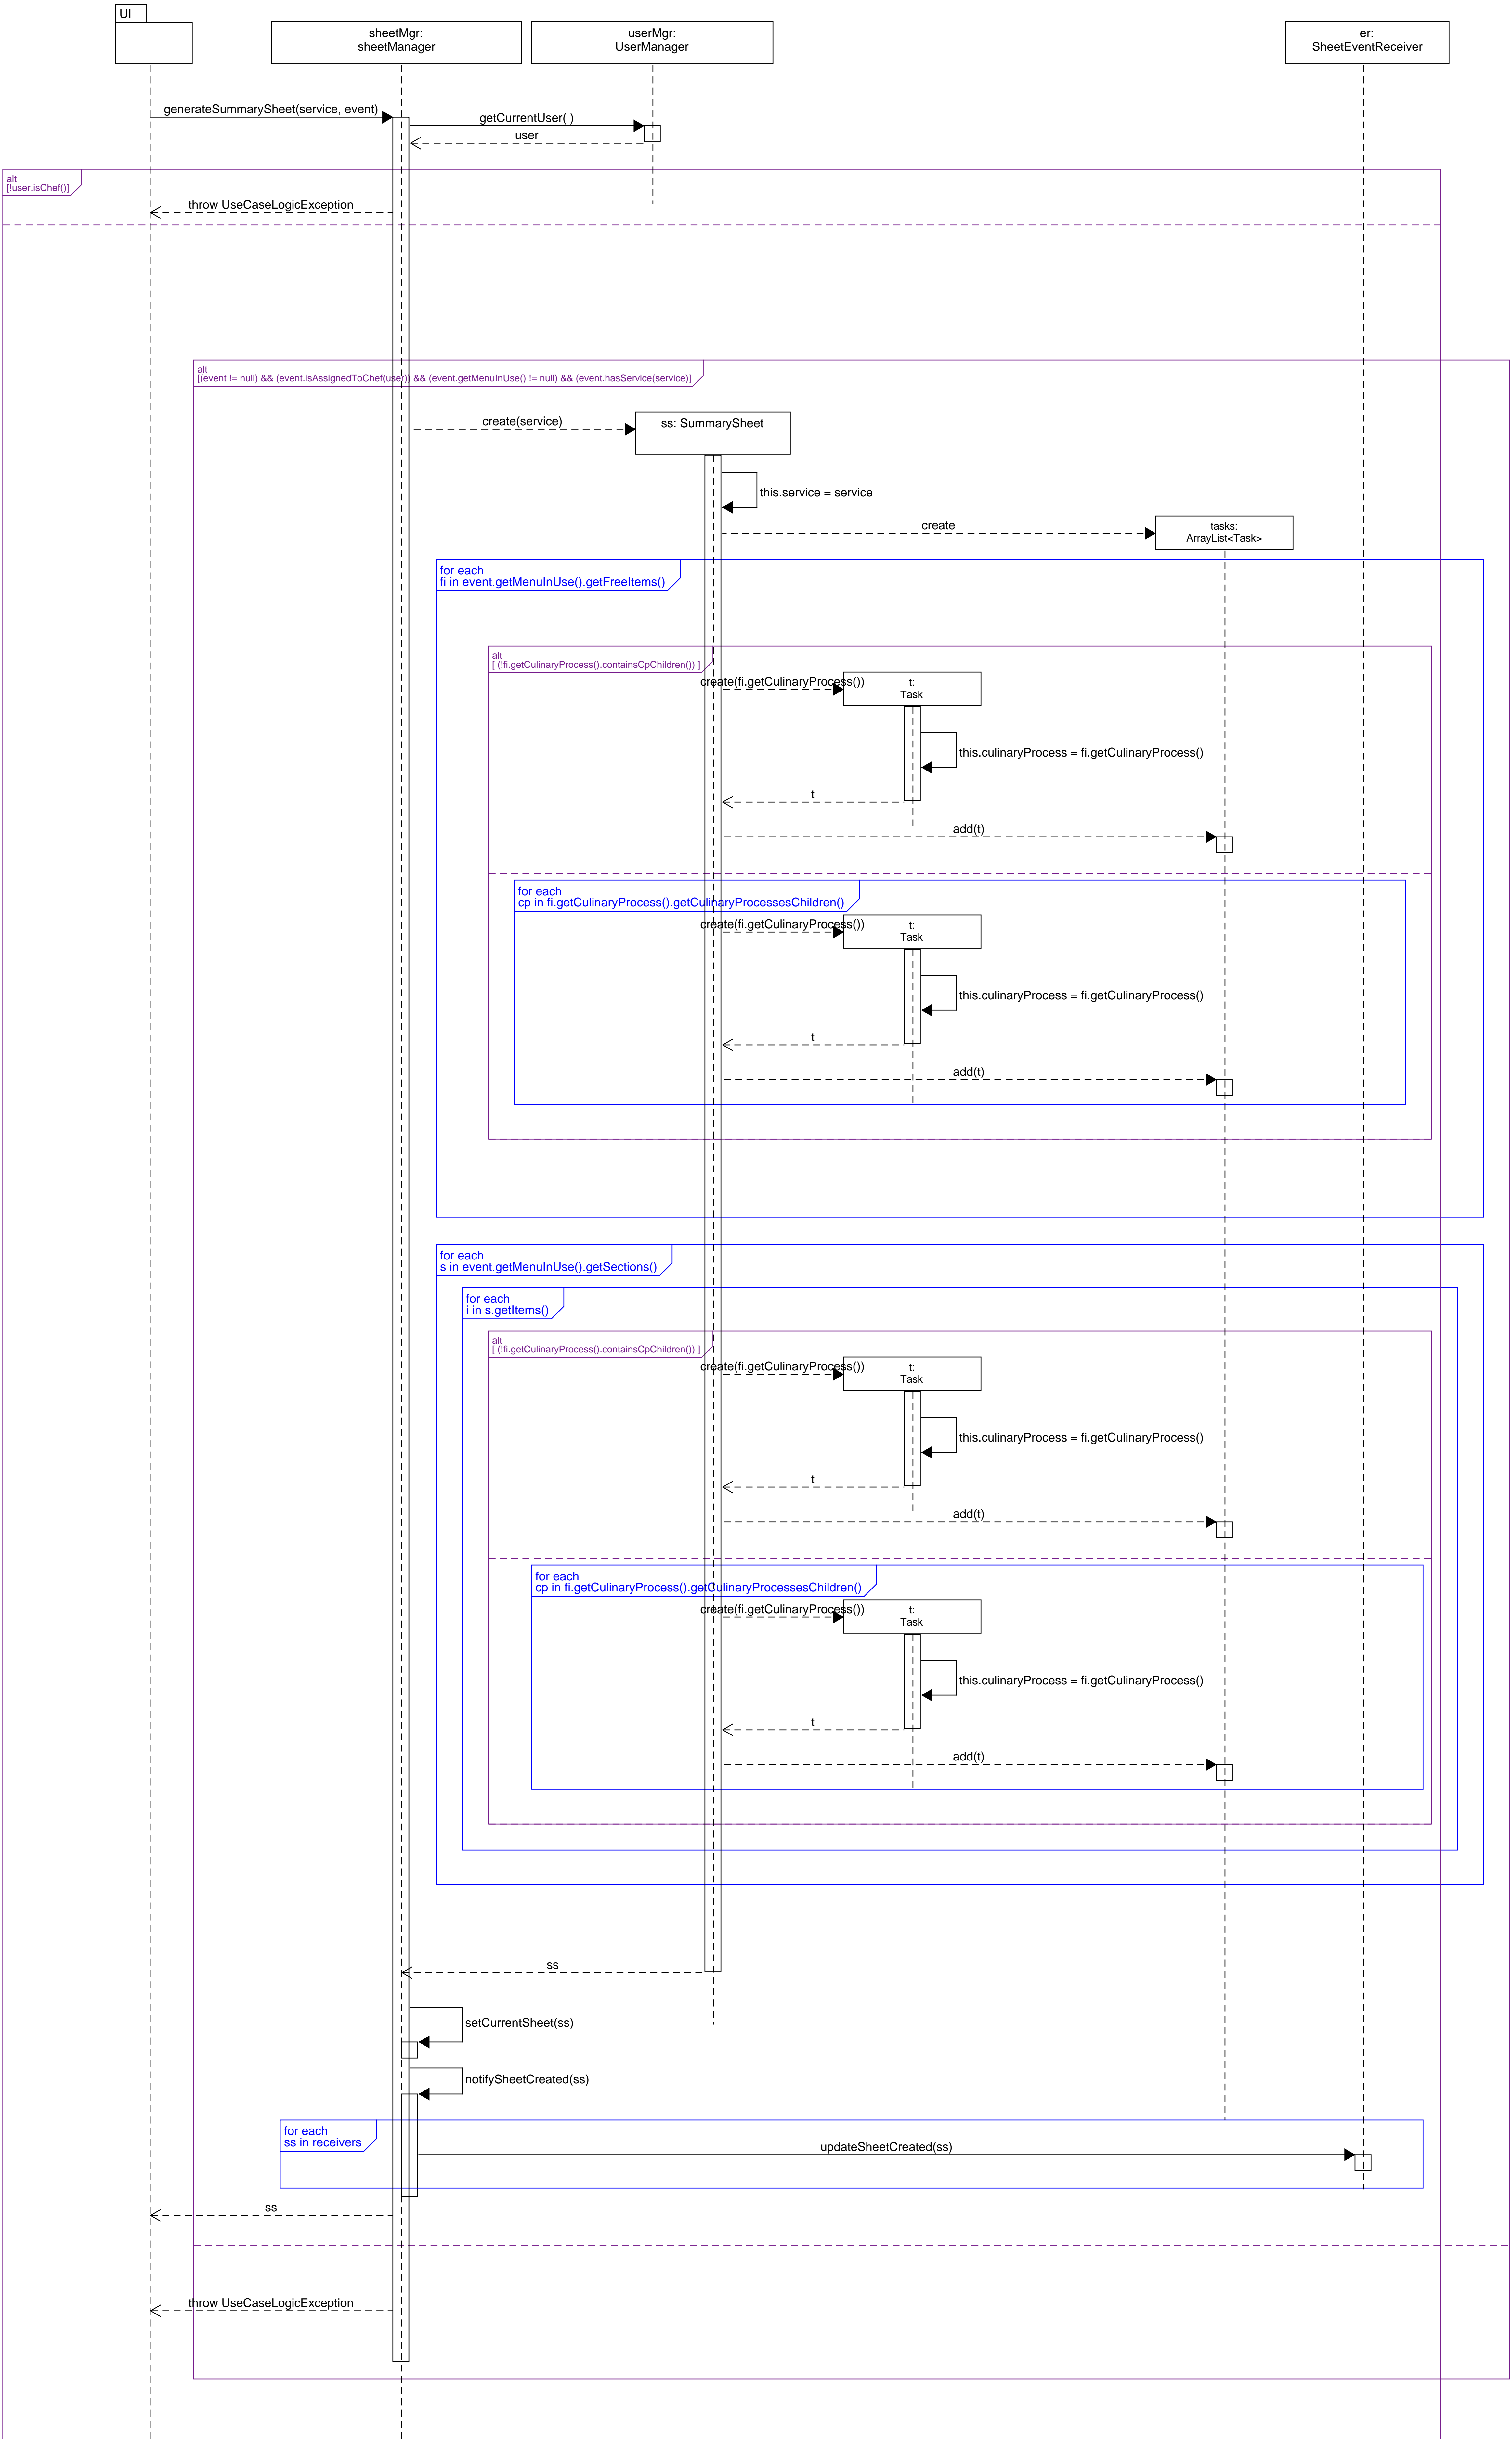 UI
sheetMgr:
sheetManager
userMgr:
UserManager
er:
SheetEventReceiver
generateSummarySheet(service, event)
getCurrentUser( )
user
alt
[!user.isChef()]
throw UseCaseLogicException
alt
[(event != null) && (event.isAssignedToChef(user)) && (event.getMenuInUse() != null) && (event.hasService(service)]
create(service)
ss: SummarySheet
this.service = service
create
tasks:
ArrayList<Task>
for each
fi in event.getMenuInUse().getFreeItems()
alt
[ (!fi.getCulinaryProcess().containsCpChildren()) ]
create(fi.getCulinaryProcess())
t:
Task
this.culinaryProcess = fi.getCulinaryProcess()
t
add(t)
for each
cp in fi.getCulinaryProcess().getCulinaryProcessesChildren()
create(fi.getCulinaryProcess())
t:
Task
this.culinaryProcess = fi.getCulinaryProcess()
t
add(t)
for each
s in event.getMenuInUse().getSections()
for each
i in s.getItems()
alt
[ (!fi.getCulinaryProcess().containsCpChildren()) ]
create(fi.getCulinaryProcess())
t:
Task
this.culinaryProcess = fi.getCulinaryProcess()
t
add(t)
for each
cp in fi.getCulinaryProcess().getCulinaryProcessesChildren()
create(fi.getCulinaryProcess())
t:
Task
this.culinaryProcess = fi.getCulinaryProcess()
t
add(t)
ss
setCurrentSheet(ss)
notifySheetCreated(ss)
for each
ss in receivers
updateSheetCreated(ss)
ss
throw UseCaseLogicException